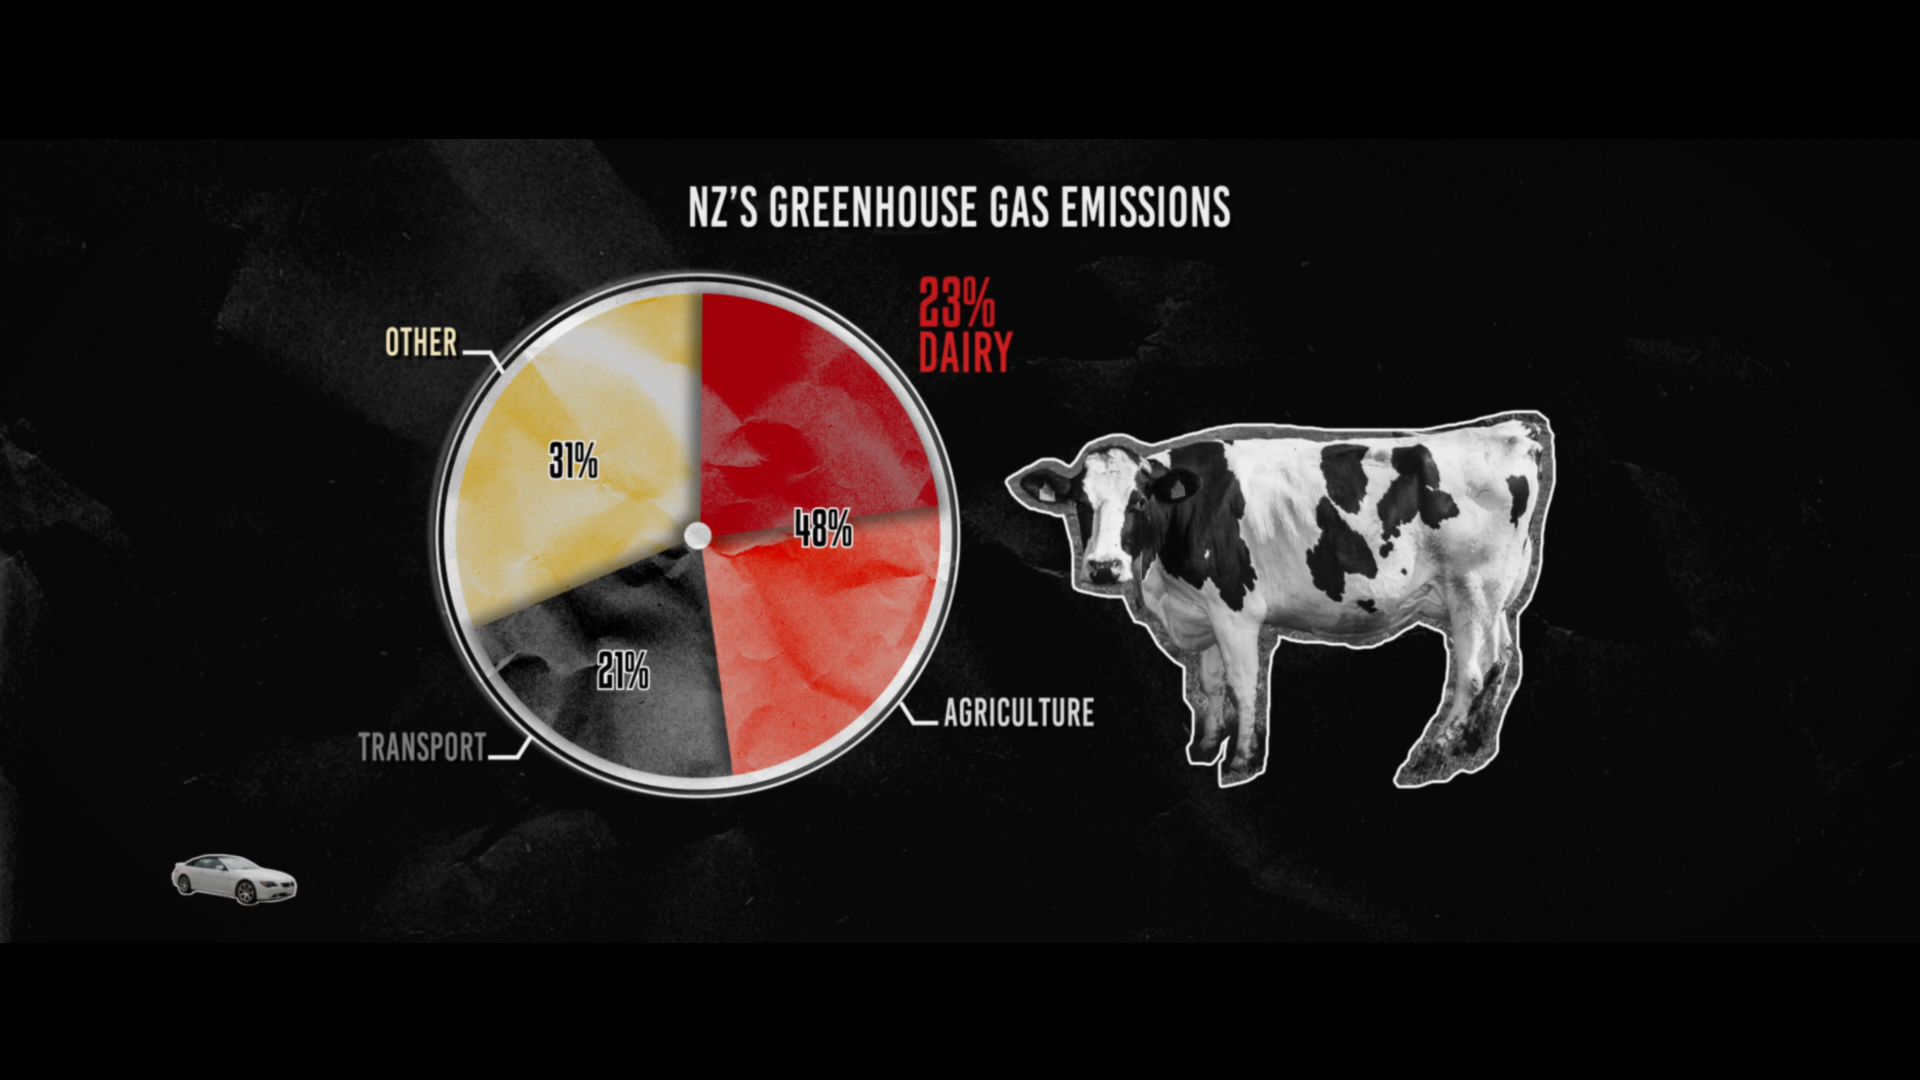 NZ'S GREENHOUSE GAS EMISSIONS
23%
DAIRY
OTHER
31%
48%
21%
AGRICULTURE
TRANSPORT